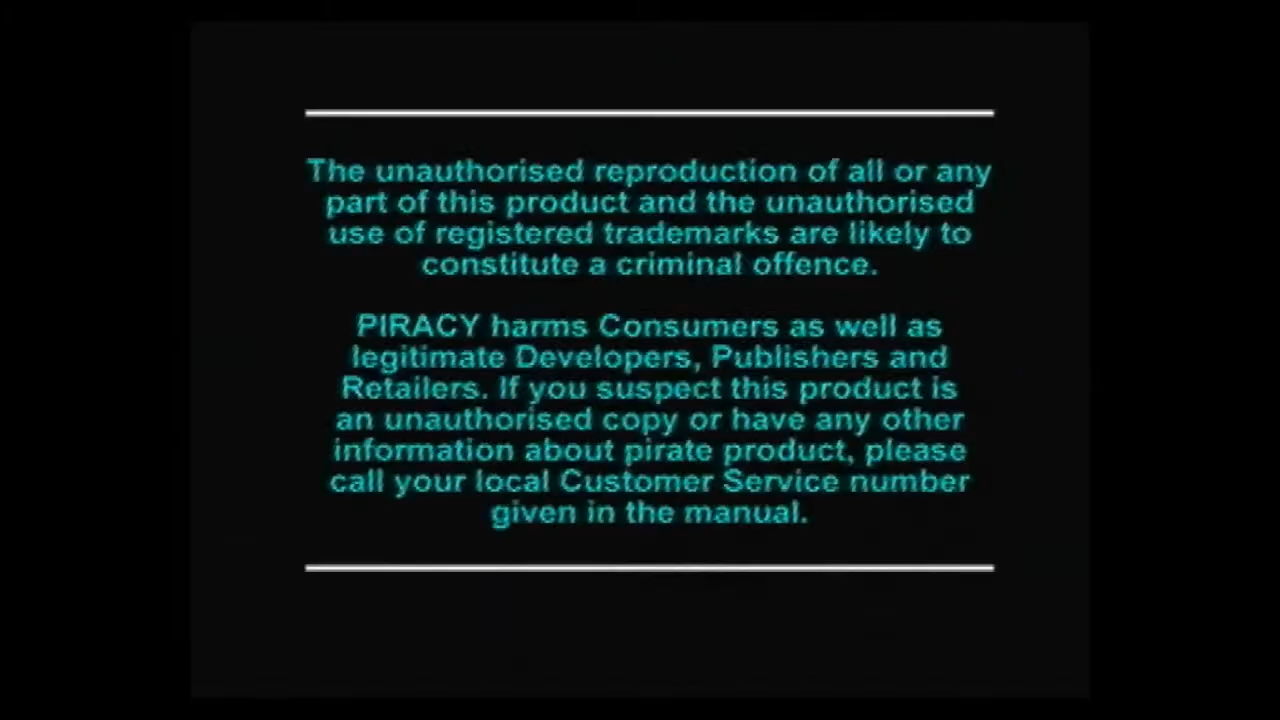 The unauthorised reproduction of all or any
part of this product and the unauthorised
use of registered trademarks are likely to
constitute a criminal offence.
PIRACY harms Consumers as well as
legitimate Developers, Publishers and
Retailers. If you suspect this product is
an unauthorised copy or have any other
information about pirate product, please
call your local Customer Service number
given in the manual.